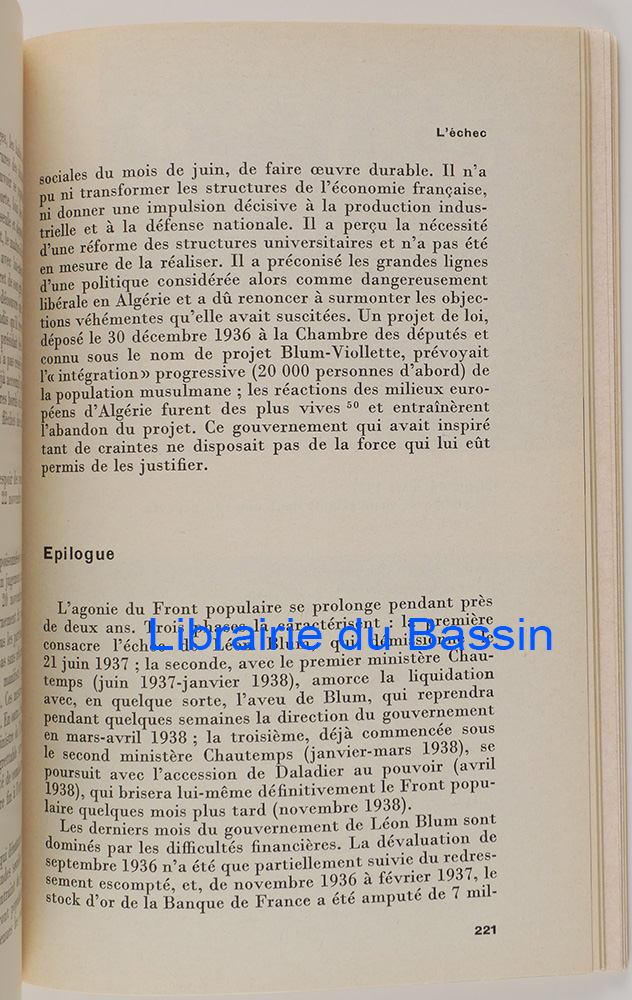 L'échec
sociales du mois de juin, de faire œuvre durable. Il n'a
pu ni transformer les structures de l'économie française,
ni donner une impulsion décisive à la production indus-
trielle et à la défense nationale. Il a perçu la nécessité
d'une réforme des structures universitaires et n'a pas été
en mesure de la réaliser. Il a préconisé les grandes lignes
d'une politique considérée alors comme dangereusement
libérale en Algérie et a dû renoncer à surmonter les objec-
tions véhémentes qu'elle avait suscitées. Un projet de loi,
déposé le 30 décembre 1936 à la Chambre des députés et
connu sous le nom de projet Blum-Viollette, prévoyait
l'« intégration» progressive (20 000 personnes d'abord) de
la population musulmane ; les réactions des milieux euro-
péens d'Algérie furent des plus vives 50 et entraînèrent
l'abandon du projet. Ce gouvernement qui avait inspiré
tant de craintes ne disposait pas de la force qui lui eût
permis de les justifier.
Epilogue
L'agonie du Front populaire se prolonge pendant près
de deux ans. Trois phases la caractérisent : la première
consacre l'échec de Léon Blum, qui démissionne le
Librairie du Bassin
21 juin 1937 ; la seconde, avec le premier ministère Chau-
temps (juin 1937-janvier 1938), amorce la liquidation
avec, en quelque sorte, l'aveu de Blum, qui reprendra
pendant quelques semaines la direction du gouvernement
en mars-avril 1938 ; la troisième, déjà commencée sous
le second ministère Chautemps (janvier-mars 1938), se
poursuit avec l'accession de Daladier au pouvoir (avril
1938), qui brisera lui-même définitivement le Front popu-
laire quelques mois plus tard (novembre 1938).
Les derniers mois du gouvernement de Léon Blum sont
dominés par les difficultés financières. La dévaluation de
septembre 1936 n'a été que partiellement suivie du redres-
sement escompté, et, de novembre 1936 à février 1937, le
stock d'or de la Banque de France a été amputé de 7 mil-
221